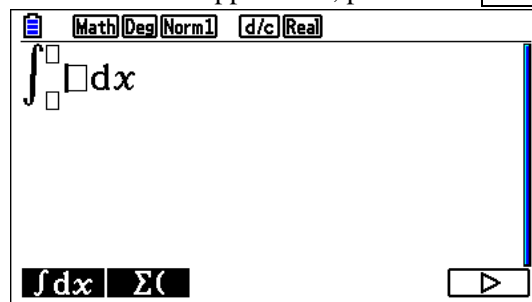 Math Deg Norm1 d/c Real
∫□□ □dx
∫dx Σ( ▷